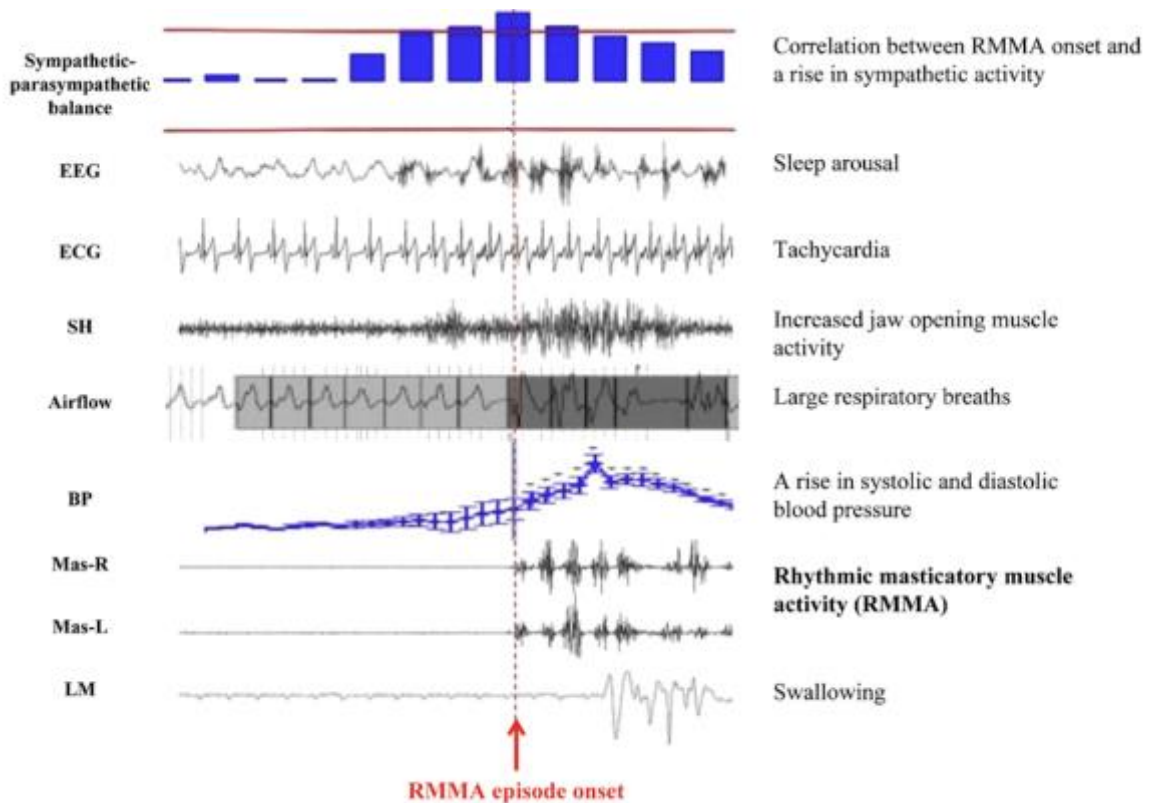 Sympathetic-
parasympathetic
balance
Correlation between RMMA onset and
a rise in sympathetic activity
EEG
Sleep arousal
ECG
Tachycardia
SH
Increased jaw opening muscle
activity
Airflow
Large respiratory breaths
BP
A rise in systolic and diastolic
blood pressure
Mas-R
Rhythmic masticatory muscle
activity (RMMA)
Mas-L
LM
Swallowing
RMMA episode onset